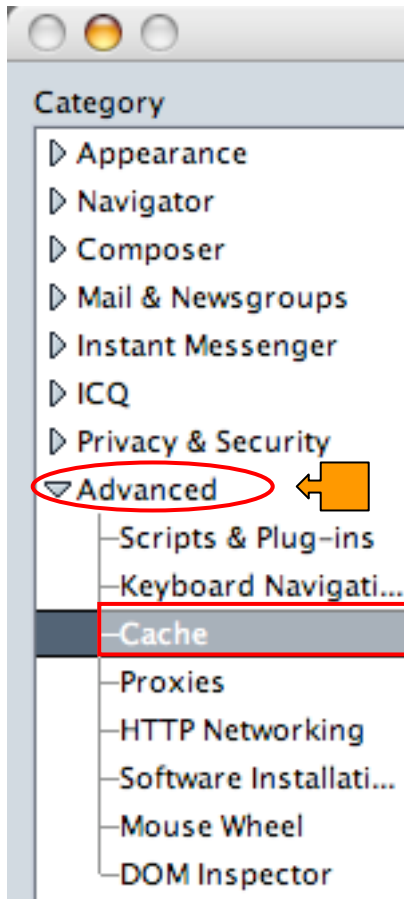 Category
Appearance
Navigator
Composer
Mail & Newsgroups
Instant Messenger
ICQ
Privacy & Security
Advanced
Scripts & Plug-ins
Keyboard Navigati...
Cache
Proxies
HTTP Networking
Software Installati...
Mouse Wheel
DOM Inspector